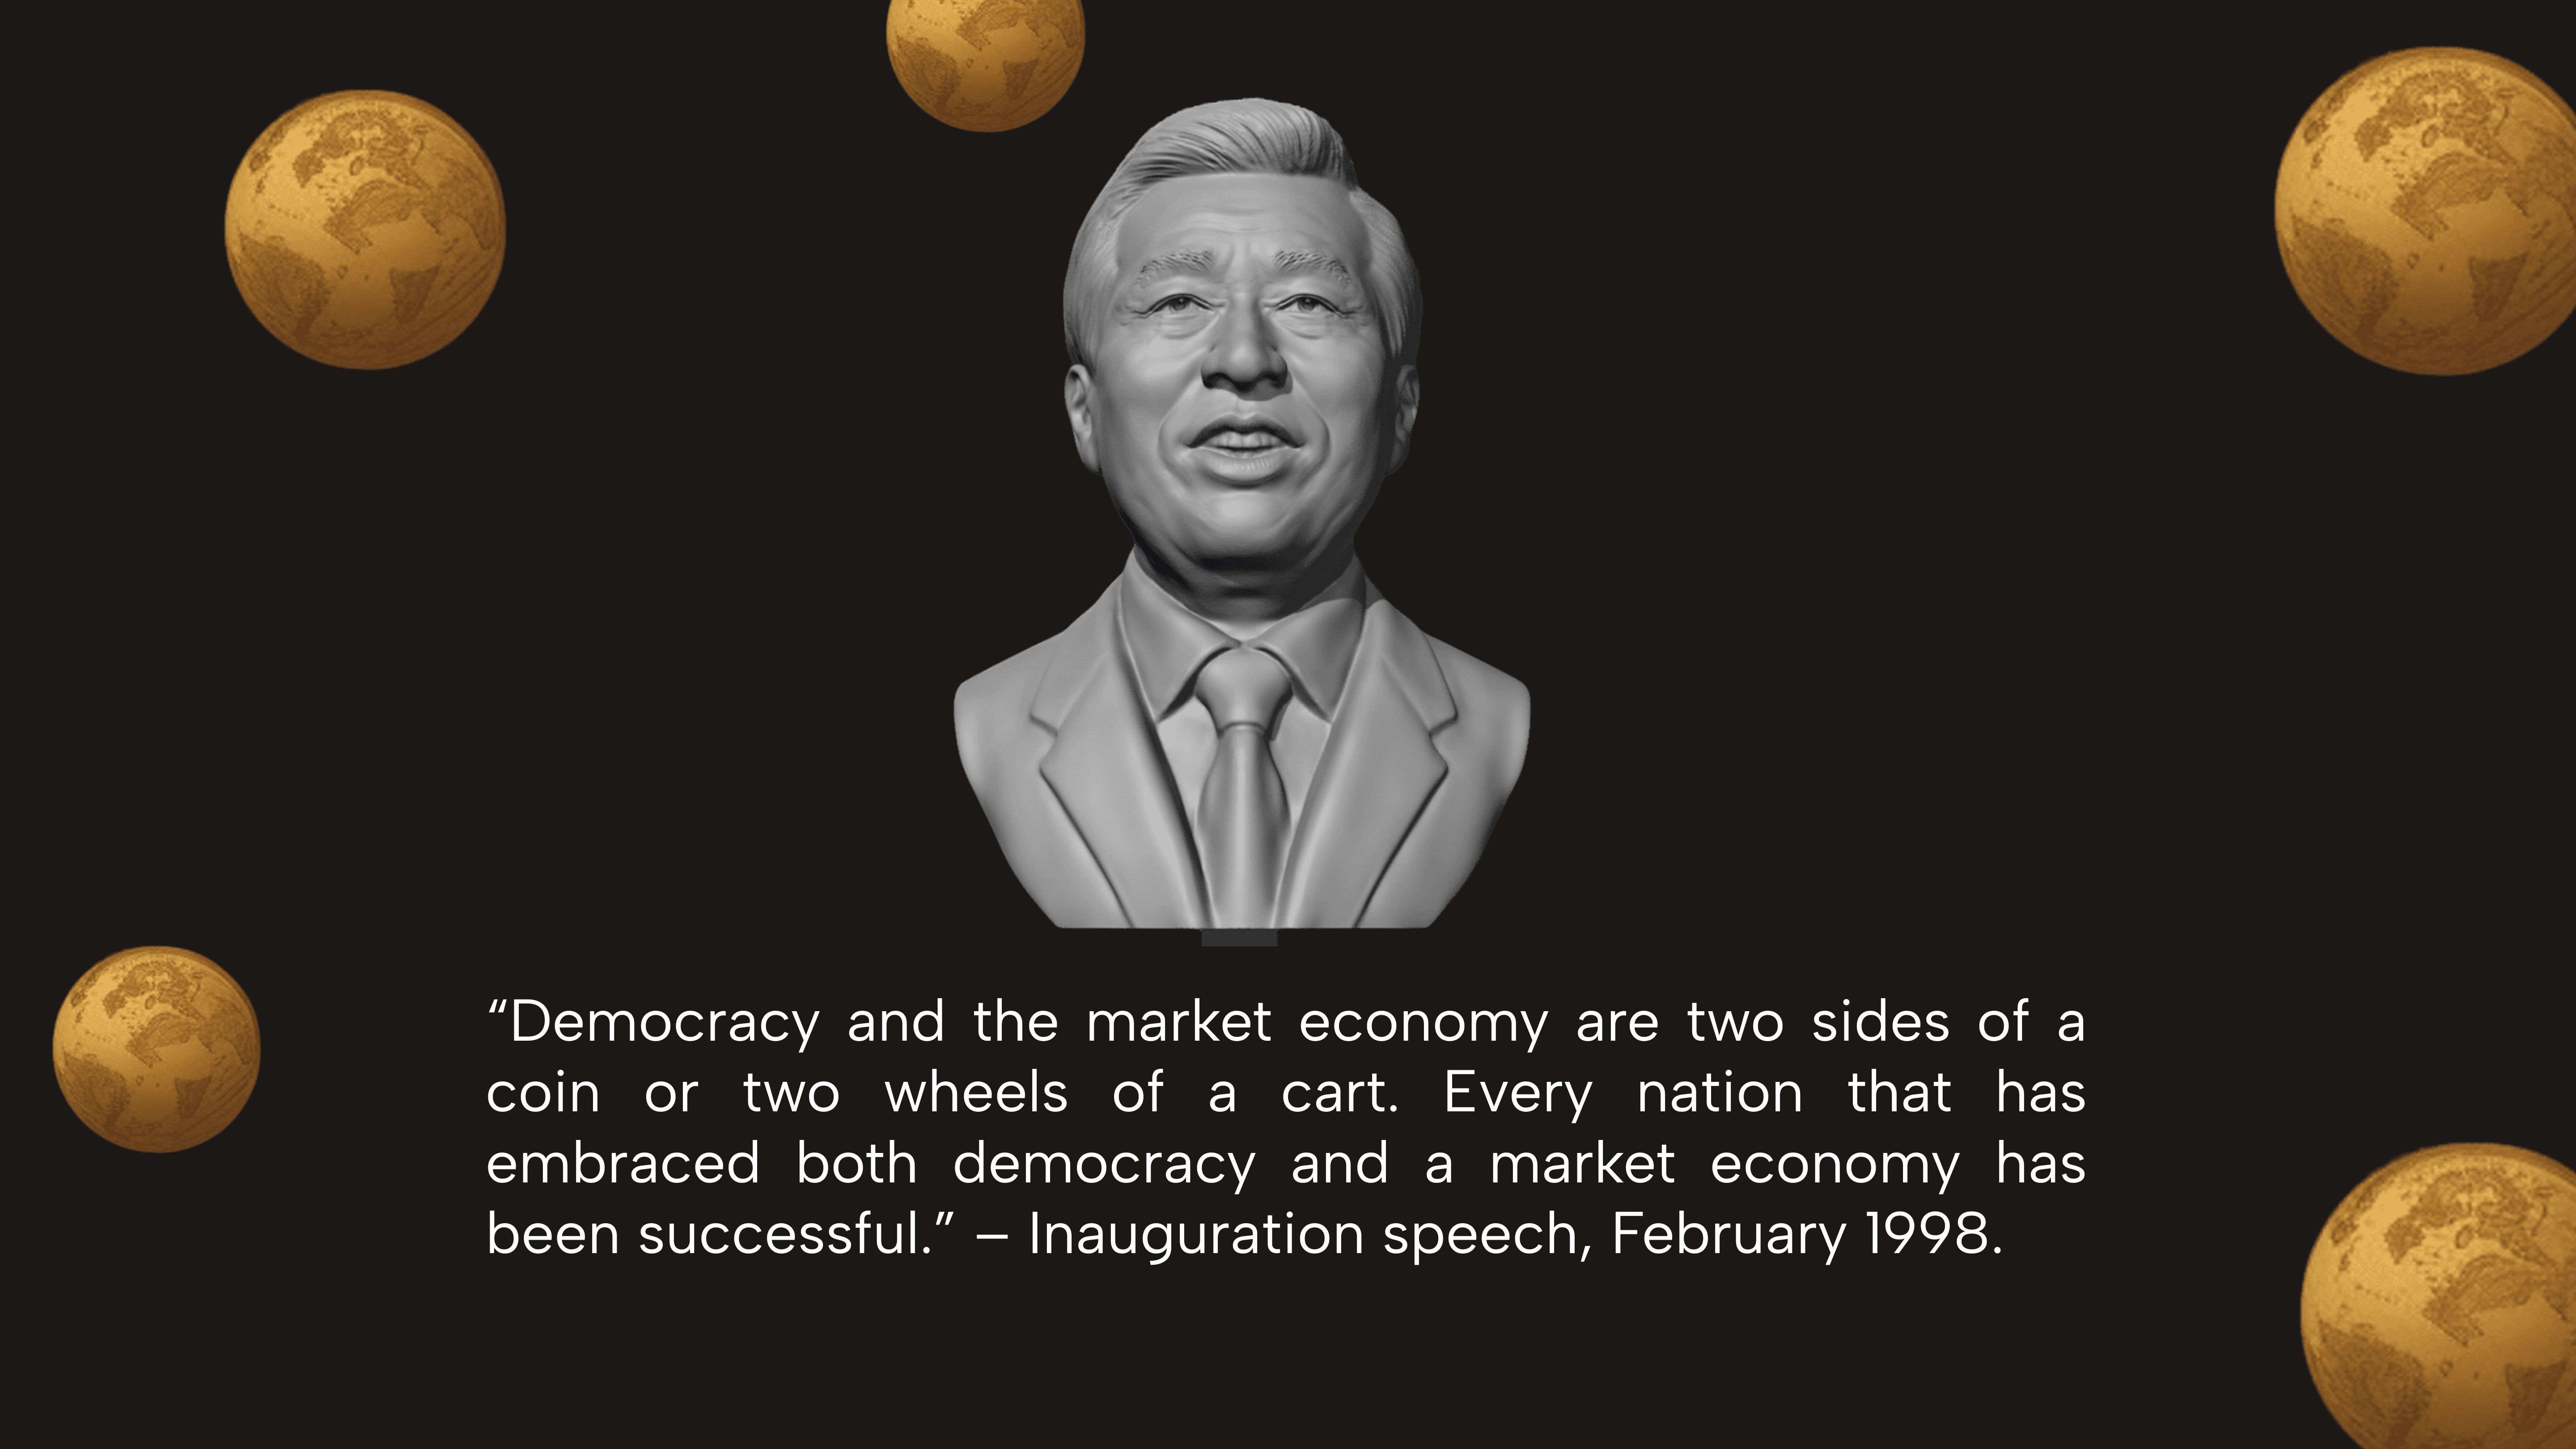 “Democracy and the market economy are two sides of a
coin or two wheels of a cart. Every nation that has
embraced both democracy and a market economy has
been successful.” – Inauguration speech, February 1998.